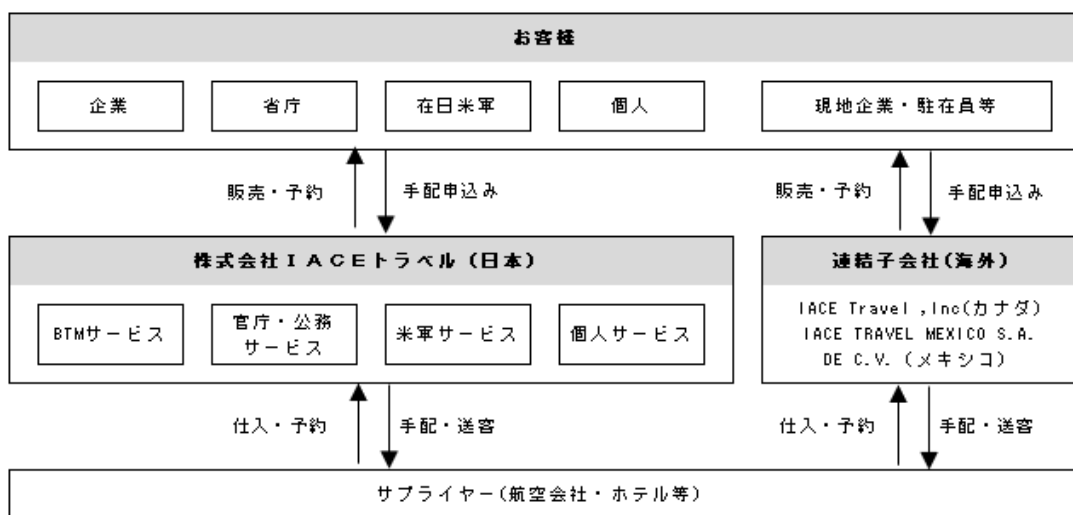 お客様
企業
省庁
在日米軍
個人
現地企業・駐在員等
販売・予約
手配申込み
販売・予約
手配申込み
株式会社ＩＡＣＥトラベル（日本）
連結子会社(海外)
BTMサービス
官庁・公務
サービス
米軍サービス
個人サービス
IACE Travel ,Inc(カナダ)
IACE TRAVEL MEXICO S.A.
DE C.V. (メキシコ)
仕入・予約
手配・送客
仕入・予約
手配・送客
サプライヤー(航空会社・ホテル等)